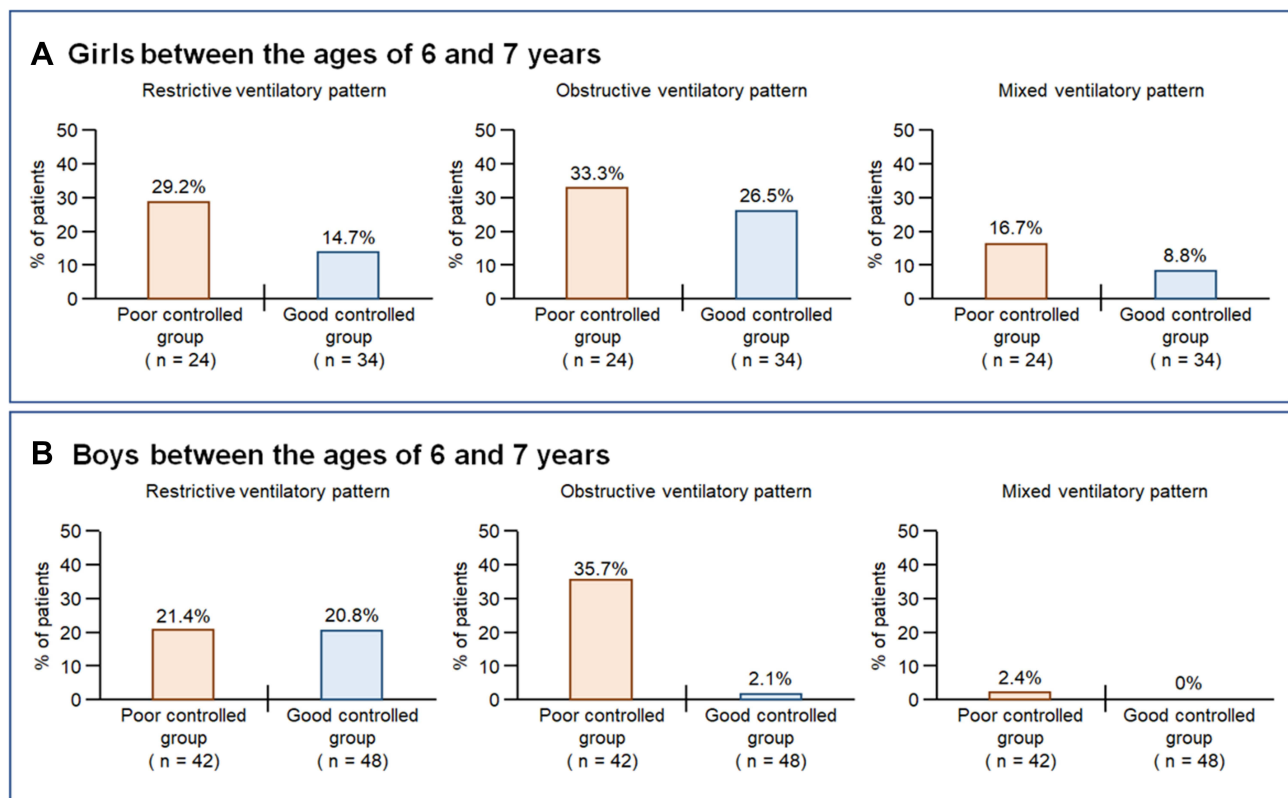 A Girls between the ages of 6 and 7 years
Restrictive ventilatory pattern
% of patients
50
40
30
20
10
0
29.2%
14.7%
Poor controlled group
( n = 24)
Good controlled group
( n = 34)
Obstructive ventilatory pattern
% of patients
50
40
30
20
10
0
33.3%
26.5%
Poor controlled group
( n = 24)
Good controlled group
( n = 34)
Mixed ventilatory pattern
% of patients
50
40
30
20
10
0
16.7%
8.8%
Poor controlled group
( n = 24)
Good controlled group
( n = 34)
B Boys between the ages of 6 and 7 years
Restrictive ventilatory pattern
% of patients
50
40
30
20
10
0
21.4%
20.8%
Poor controlled group
( n = 42)
Good controlled group
( n = 48)
Obstructive ventilatory pattern
% of patients
50
40
30
20
10
0
35.7%
2.1%
Poor controlled group
( n = 42)
Good controlled group
( n = 48)
Mixed ventilatory pattern
% of patients
50
40
30
20
10
0
2.4%
0%
Poor controlled group
( n = 42)
Good controlled group
( n = 48)